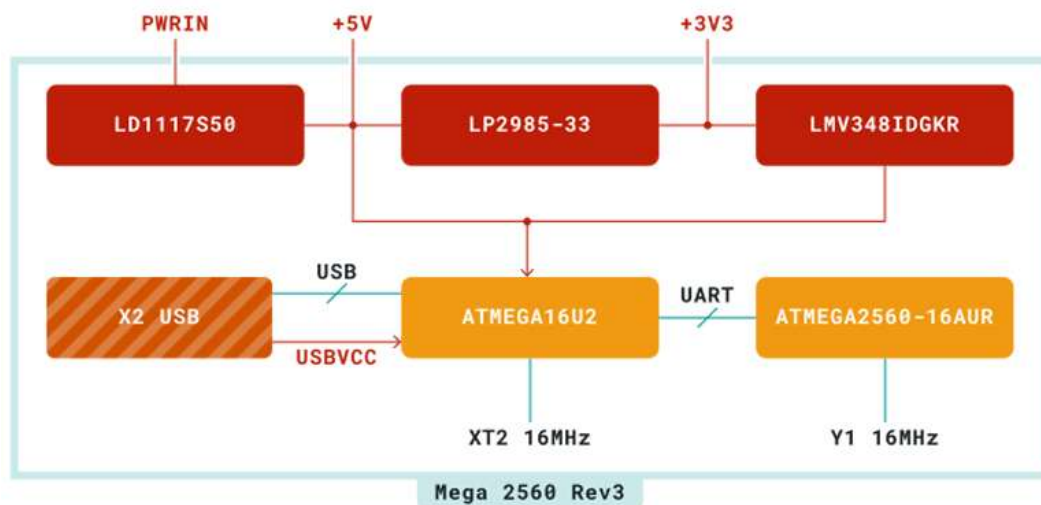 PWRIN +5V +3V3
LD1117S50 LP2985-33 LMV348IDGKR
USB UART
X2 USB ATMEGA16U2 ATMEGA2560-16AUR
USBVCC
XT2 16MHz Y1 16MHz
Mega 2560 Rev3